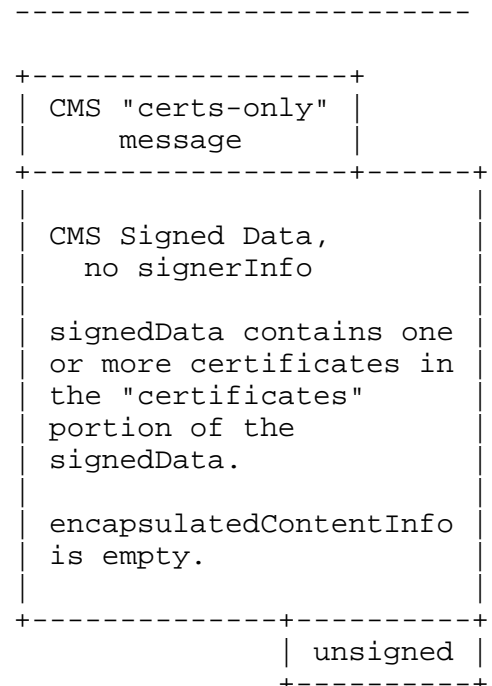 --------------------------
+------------------+
| CMS "certs-only" |
|     message      |
+------------------+------+
|                         |
| CMS Signed Data,        |
|   no signerInfo         |
|                         |
| signedData contains one |
| or more certificates in |
| the "certificates"      |
| portion of the          |
| signedData.             |
|                         |
| encapsulatedContentInfo |
| is empty.               |
|                         |
+--------------+----------+
               | unsigned |
               +----------+